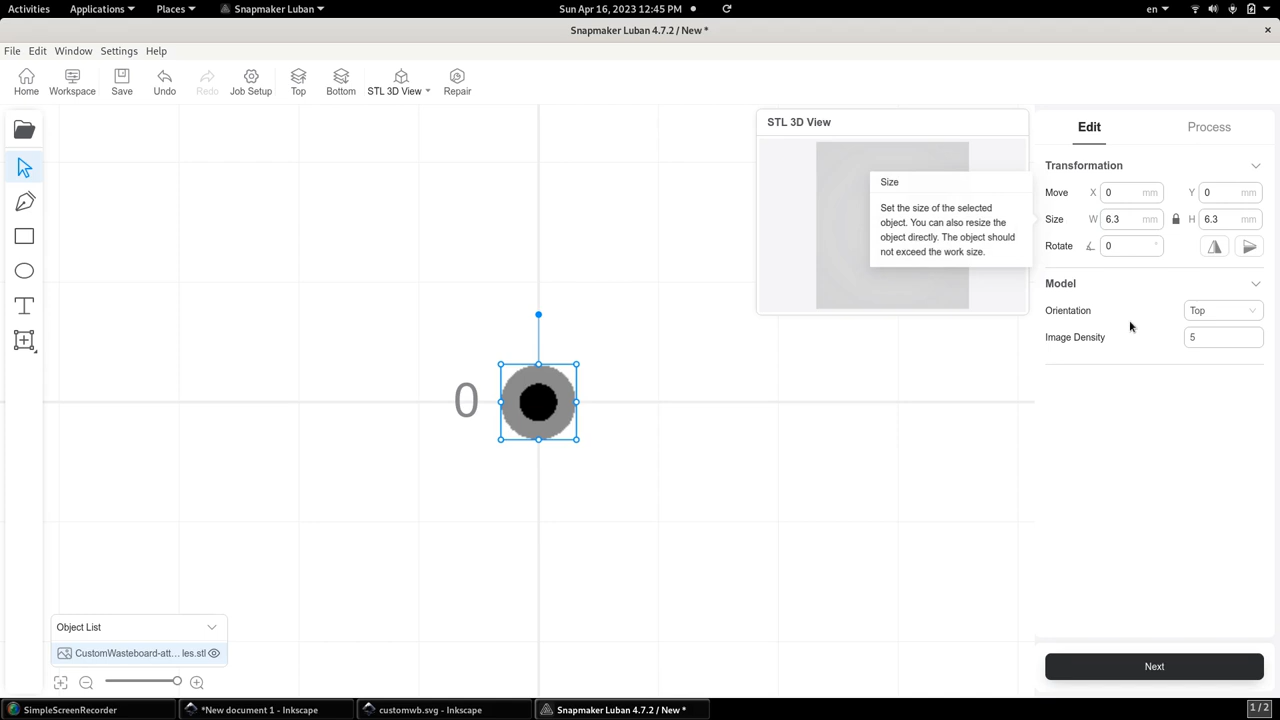 Activities Applications Places Snapmaker Luban Sun Apr 16, 2023 12:45 PM en
Snapmaker Luban 4.7.2 / New *
File Edit Window Settings Help
Home Workspace Save Undo Redo Job Setup Top Bottom STL 3D View Repair
STL 3D View
Size
Set the size of the selected
object. You can also resize the
object directly. The object should
not exceed the work size.
Edit Process
Transformation
Move X 0 mm Y 0 mm
Size W 6.3 mm H 6.3 mm
Rotate 0 °
Model
Orientation Top
Image Density 5
0
Object List
CustomWasteboard-att... les.stl
Next
SimpleScreenRecorder *New document 1 - Inkscape customwb.svg - Inkscape Snapmaker Luban 4.7.2 / New * 1 / 2